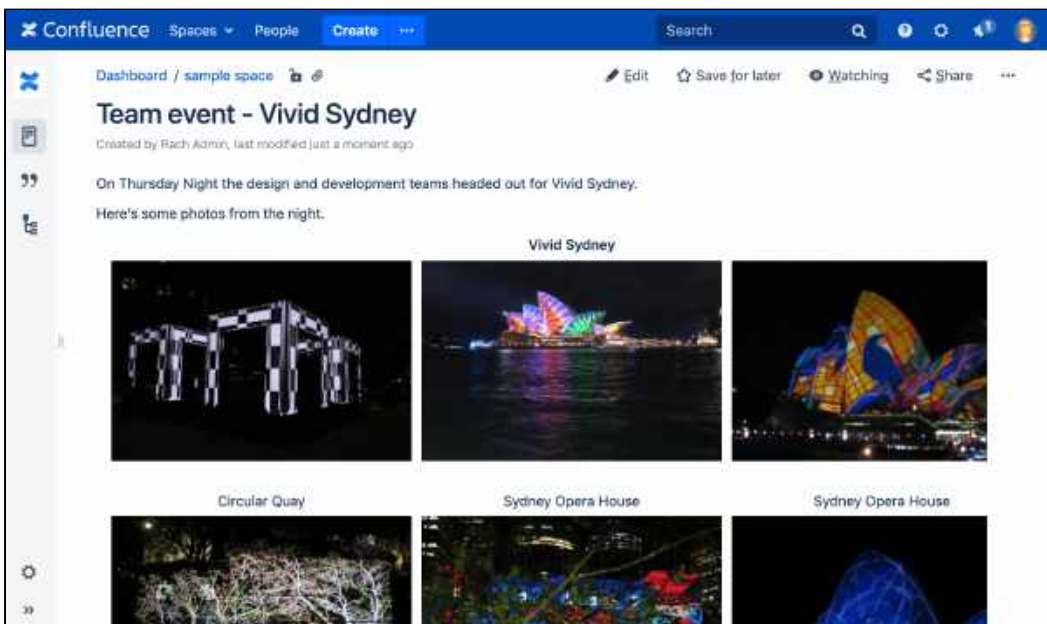 Confluence Spaces People Create ... Search 1
Dashboard / sample space Edit Save for later Watching Share ...
Team event - Vivid Sydney
Created by Rach Admin, last modified just a moment ago
On Thursday Night the design and development teams headed out for Vivid Sydney.
Here's some photos from the night.
Vivid Sydney
Circular Quay Sydney Opera House Sydney Opera House